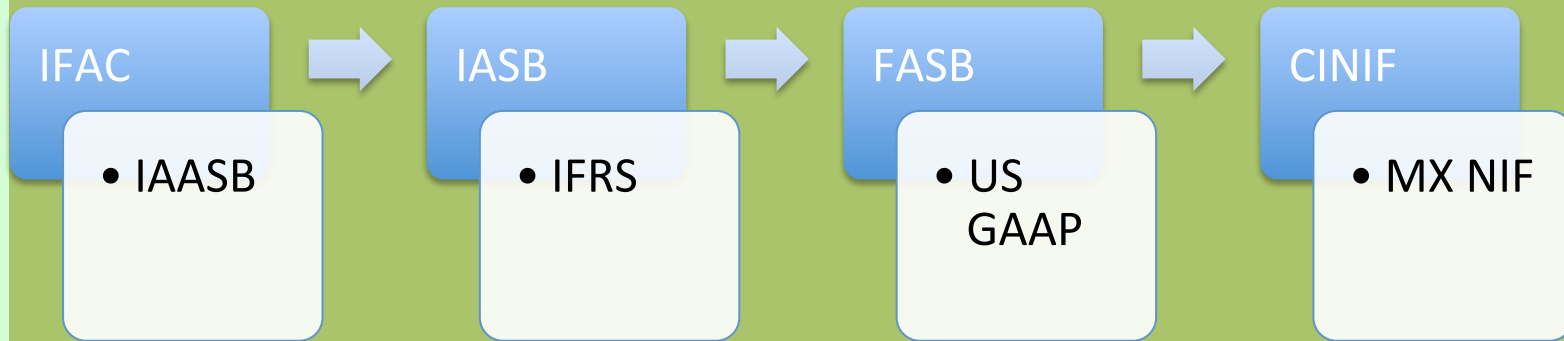 IFAC
• IAASB
IASB
• IFRS
FASB
• US
GAAP
CINIF
• MX NIF